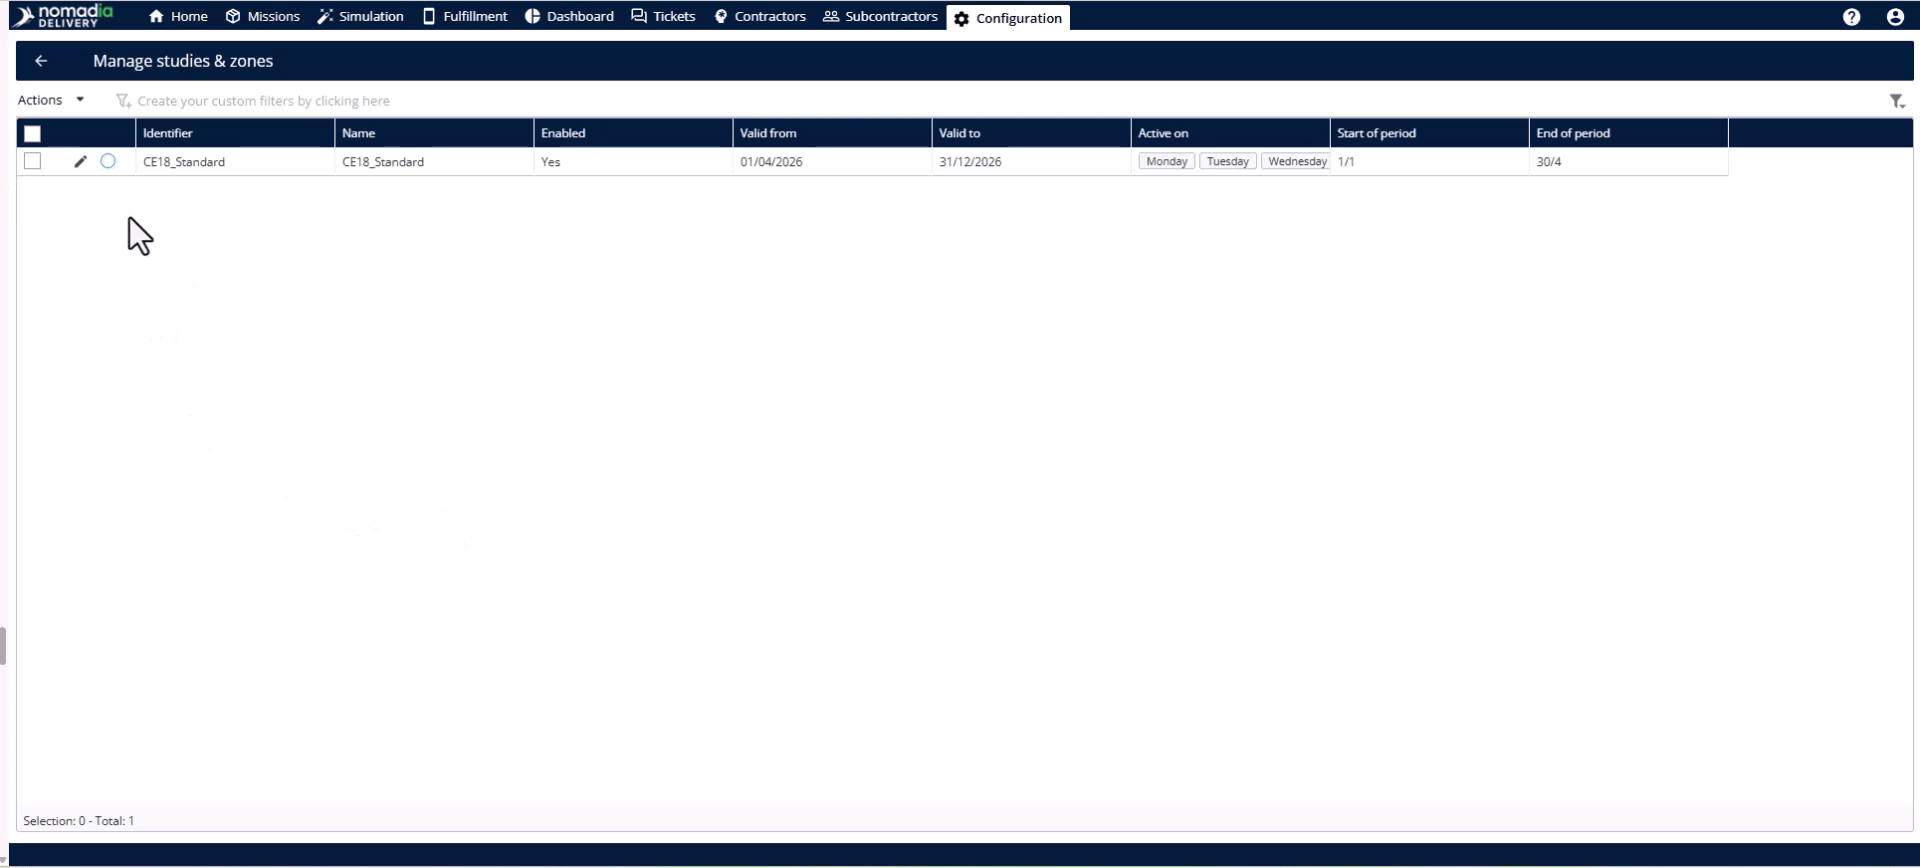 nomadia DELIVERY Home Missions Simulation Fulfillment Dashboard Tickets Contractors Subcontractors Configuration
Manage studies & zones
Actions Create your custom filters by clicking here
Identifier Name Enabled Valid from Valid to Active on Start of period End of period
CE18_Standard CE18_Standard Yes 01/04/2026 31/12/2026 Monday Tuesday Wednesday 1/1 30/4
Selection: 0 - Total: 1